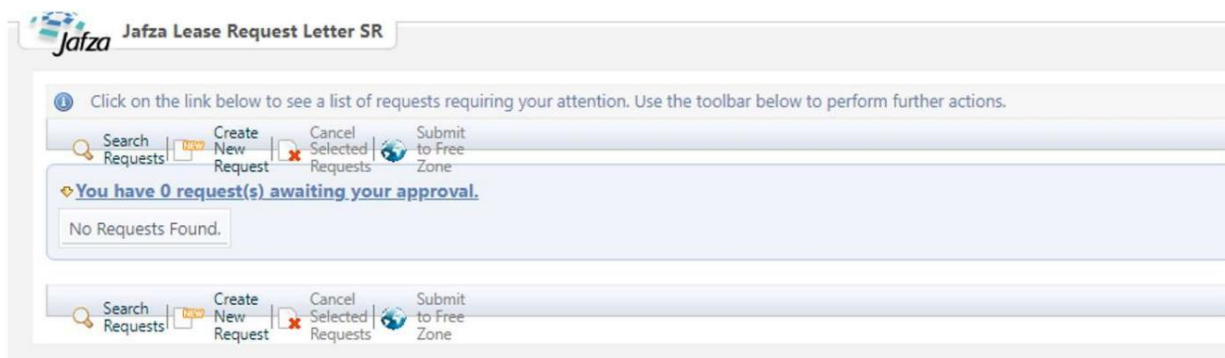 Jafza
Jafza Lease Request Letter SR
Click on the link below to see a list of requests requiring your attention. Use the toolbar below to perform further actions.
Search Requests
NEW
Create New Request
Cancel Selected Requests
Submit to Free Zone
You have 0 request(s) awaiting your approval.
No Requests Found.
Search Requests
NEW
Create New Request
Cancel Selected Requests
Submit to Free Zone